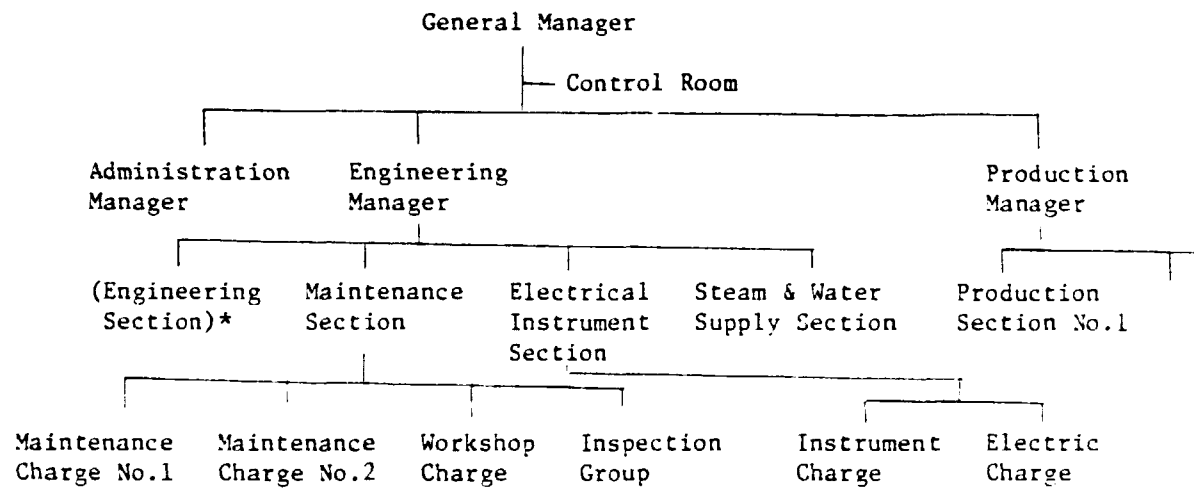 General Manager
Control Room
Administration Manager
Engineering Manager
Production Manager
(Engineering Section)*
Maintenance Section
Electrical Instrument Section
Steam & Water Supply Section
Production Section No.1
Maintenance Charge No.1
Maintenance Charge No.2
Workshop Charge
Inspection Group
Instrument Charge
Electric Charge